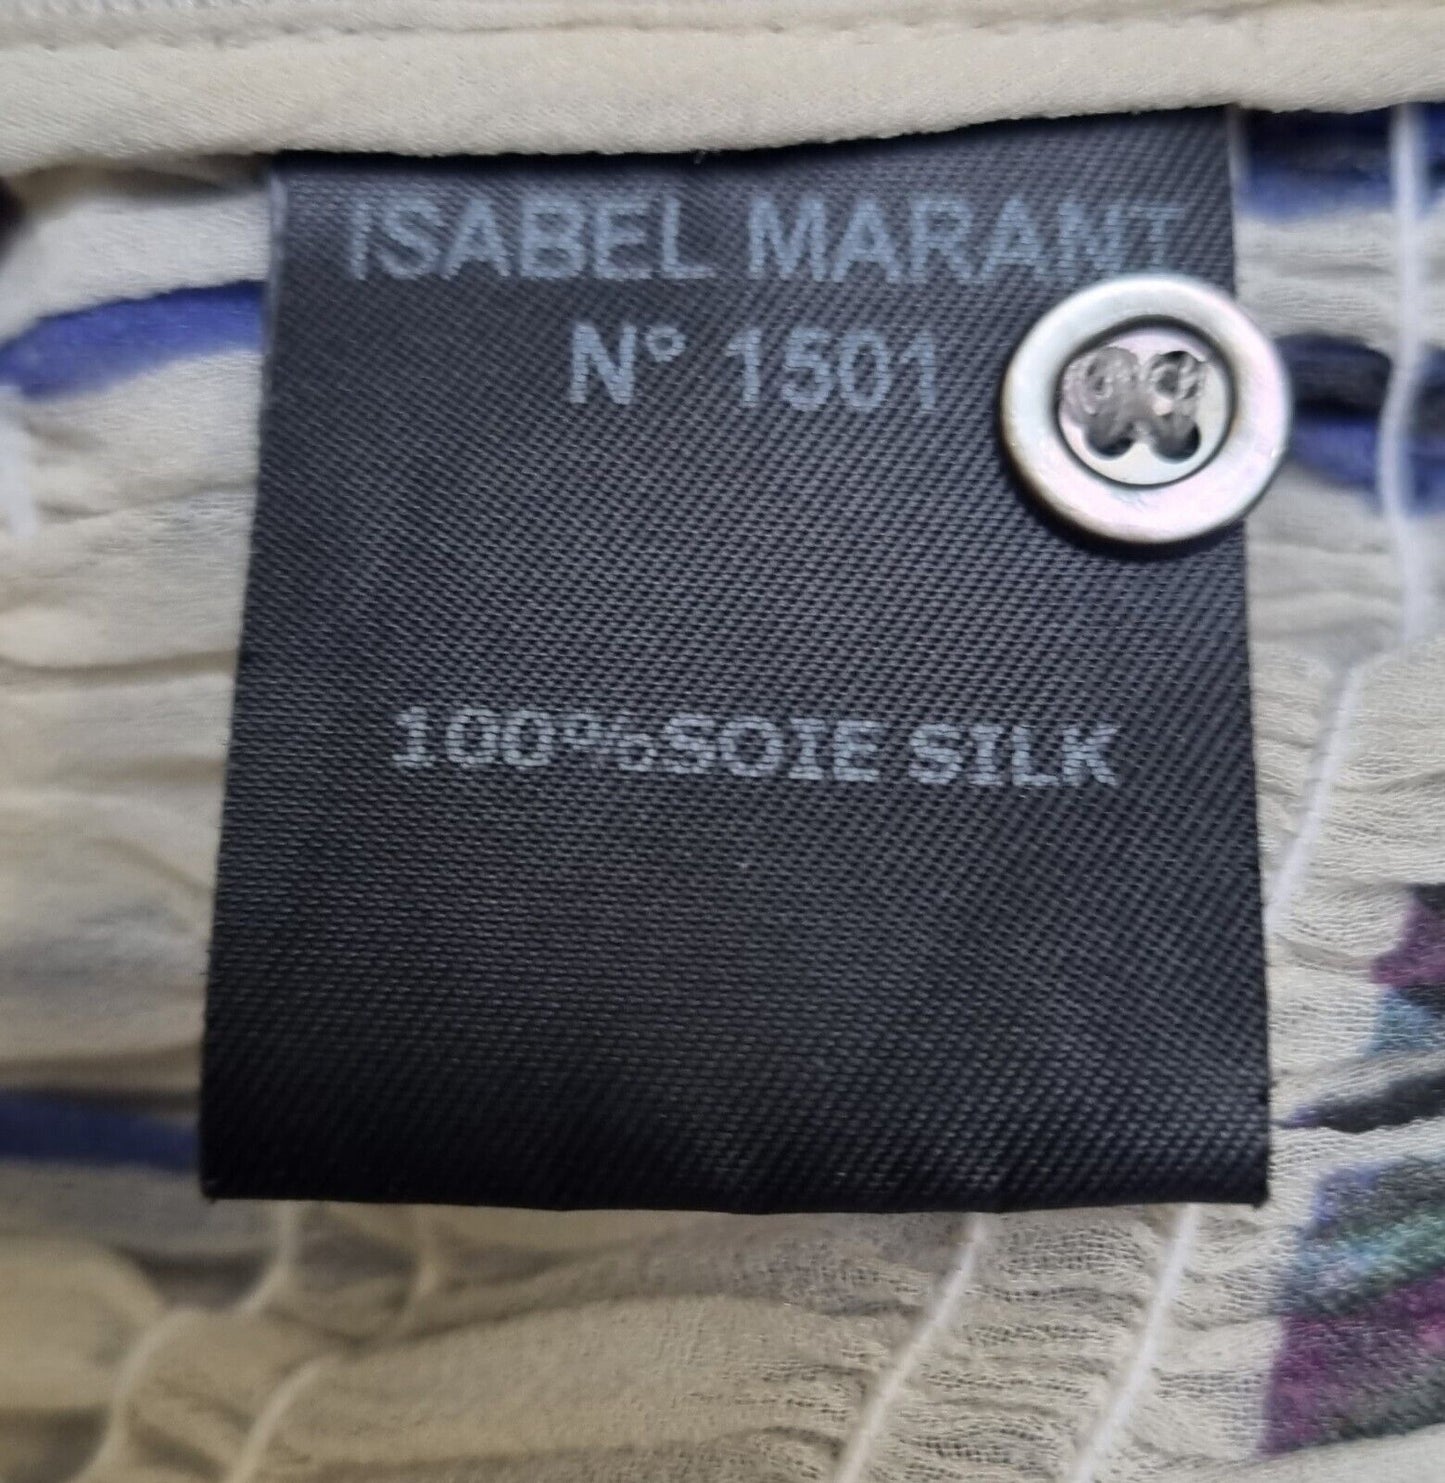 ISABEL MARANT
N° 1501
100%SOIE SILK